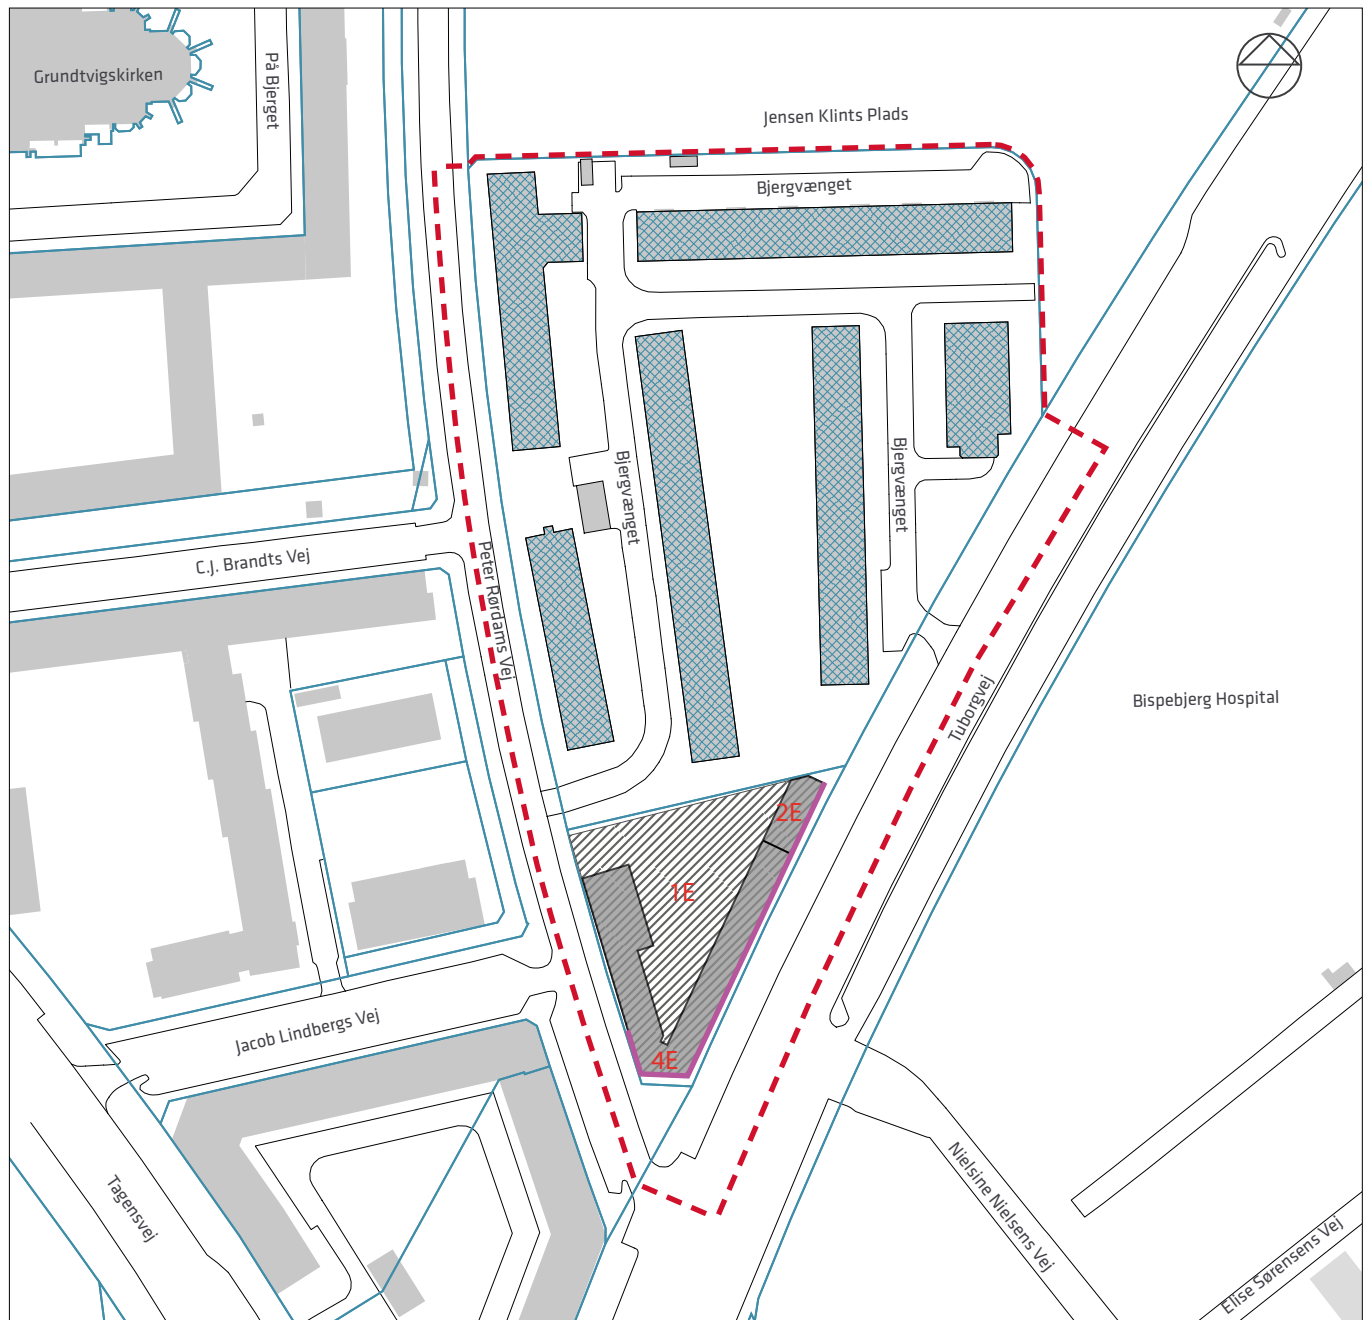 Grundtvigskirken
På Bjerget
Jensen Klints Plads
Bjergvænget
Bjergvænget
Bjergvænget
C.J. Brandts Vej
Peter Rørdams Vej
Tuborgvej
Bispebjerg Hospital
2E
1E
4E
Jacob Lindbergs Vej
Tagensvej
Nielsine Nielsens Vej
Elise Sørensens Vej